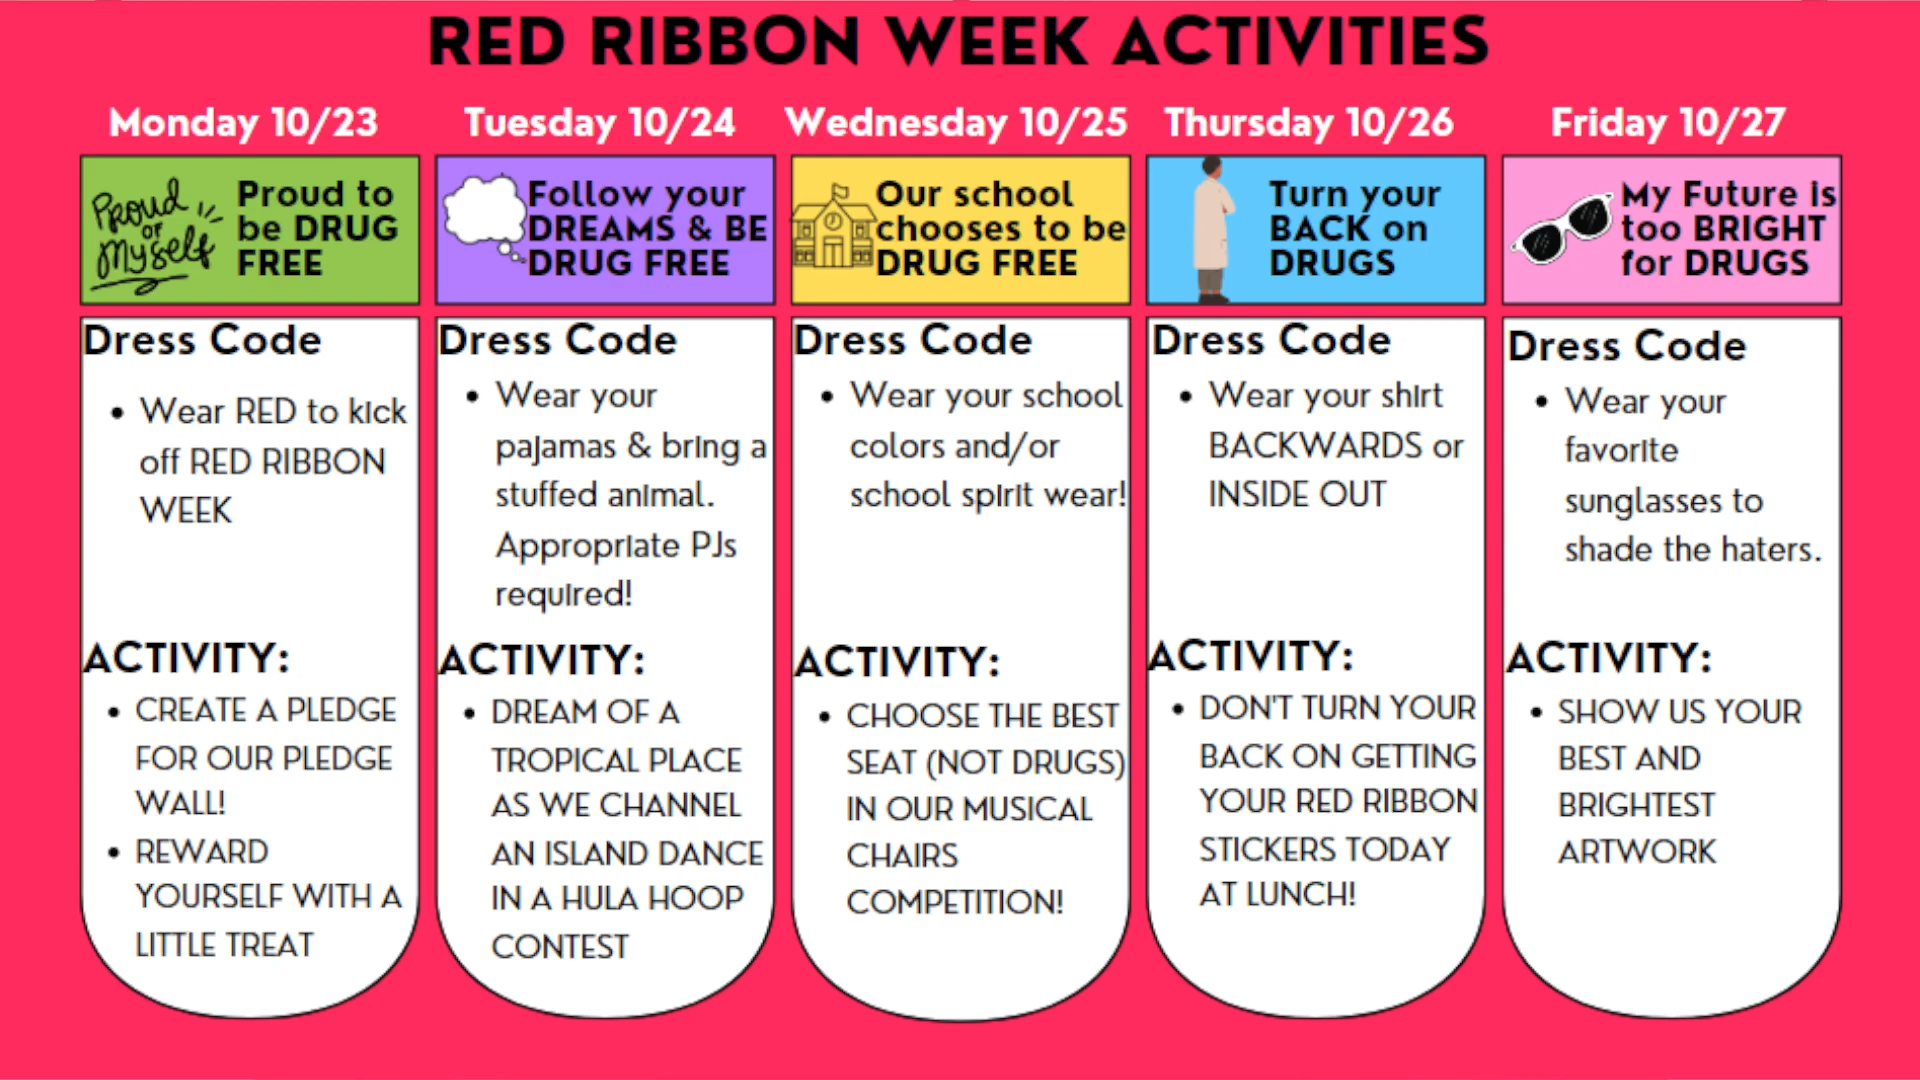 RED RIBBON WEEK ACTIVITIES
Monday 10/23
Proud
OF
Myself
Proud to
be DRUG
FREE
Dress Code
• Wear RED to kick
off RED RIBBON
WEEK
ACTIVITY:
• CREATE A PLEDGE
FOR OUR PLEDGE
WALL!
• REWARD
YOURSELF WITH A
LITTLE TREAT
Tuesday 10/24
Follow your
DREAMS & BE
DRUG FREE
Dress Code
• Wear your
pajamas & bring a
stuffed animal.
Appropriate PJs
required!
ACTIVITY:
• DREAM OF A
TROPICAL PLACE
AS WE CHANNEL
AN ISLAND DANCE
IN A HULA HOOP
CONTEST
Wednesday 10/25
Our school
chooses to be
DRUG FREE
Dress Code
• Wear your school
colors and/or
school spirit wear!
ACTIVITY:
• CHOOSE THE BEST
SEAT (NOT DRUGS)
IN OUR MUSICAL
CHAIRS
COMPETITION!
Thursday 10/26
Turn your
BACK on
DRUGS
Dress Code
• Wear your shirt
BACKWARDS or
INSIDE OUT
ACTIVITY:
• DON'T TURN YOUR
BACK ON GETTING
YOUR RED RIBBON
STICKERS TODAY
AT LUNCH!
Friday 10/27
My Future is
too BRIGHT
for DRUGS
Dress Code
• Wear your
favorite
sunglasses to
shade the haters.
ACTIVITY:
• SHOW US YOUR
BEST AND
BRIGHTEST
ARTWORK